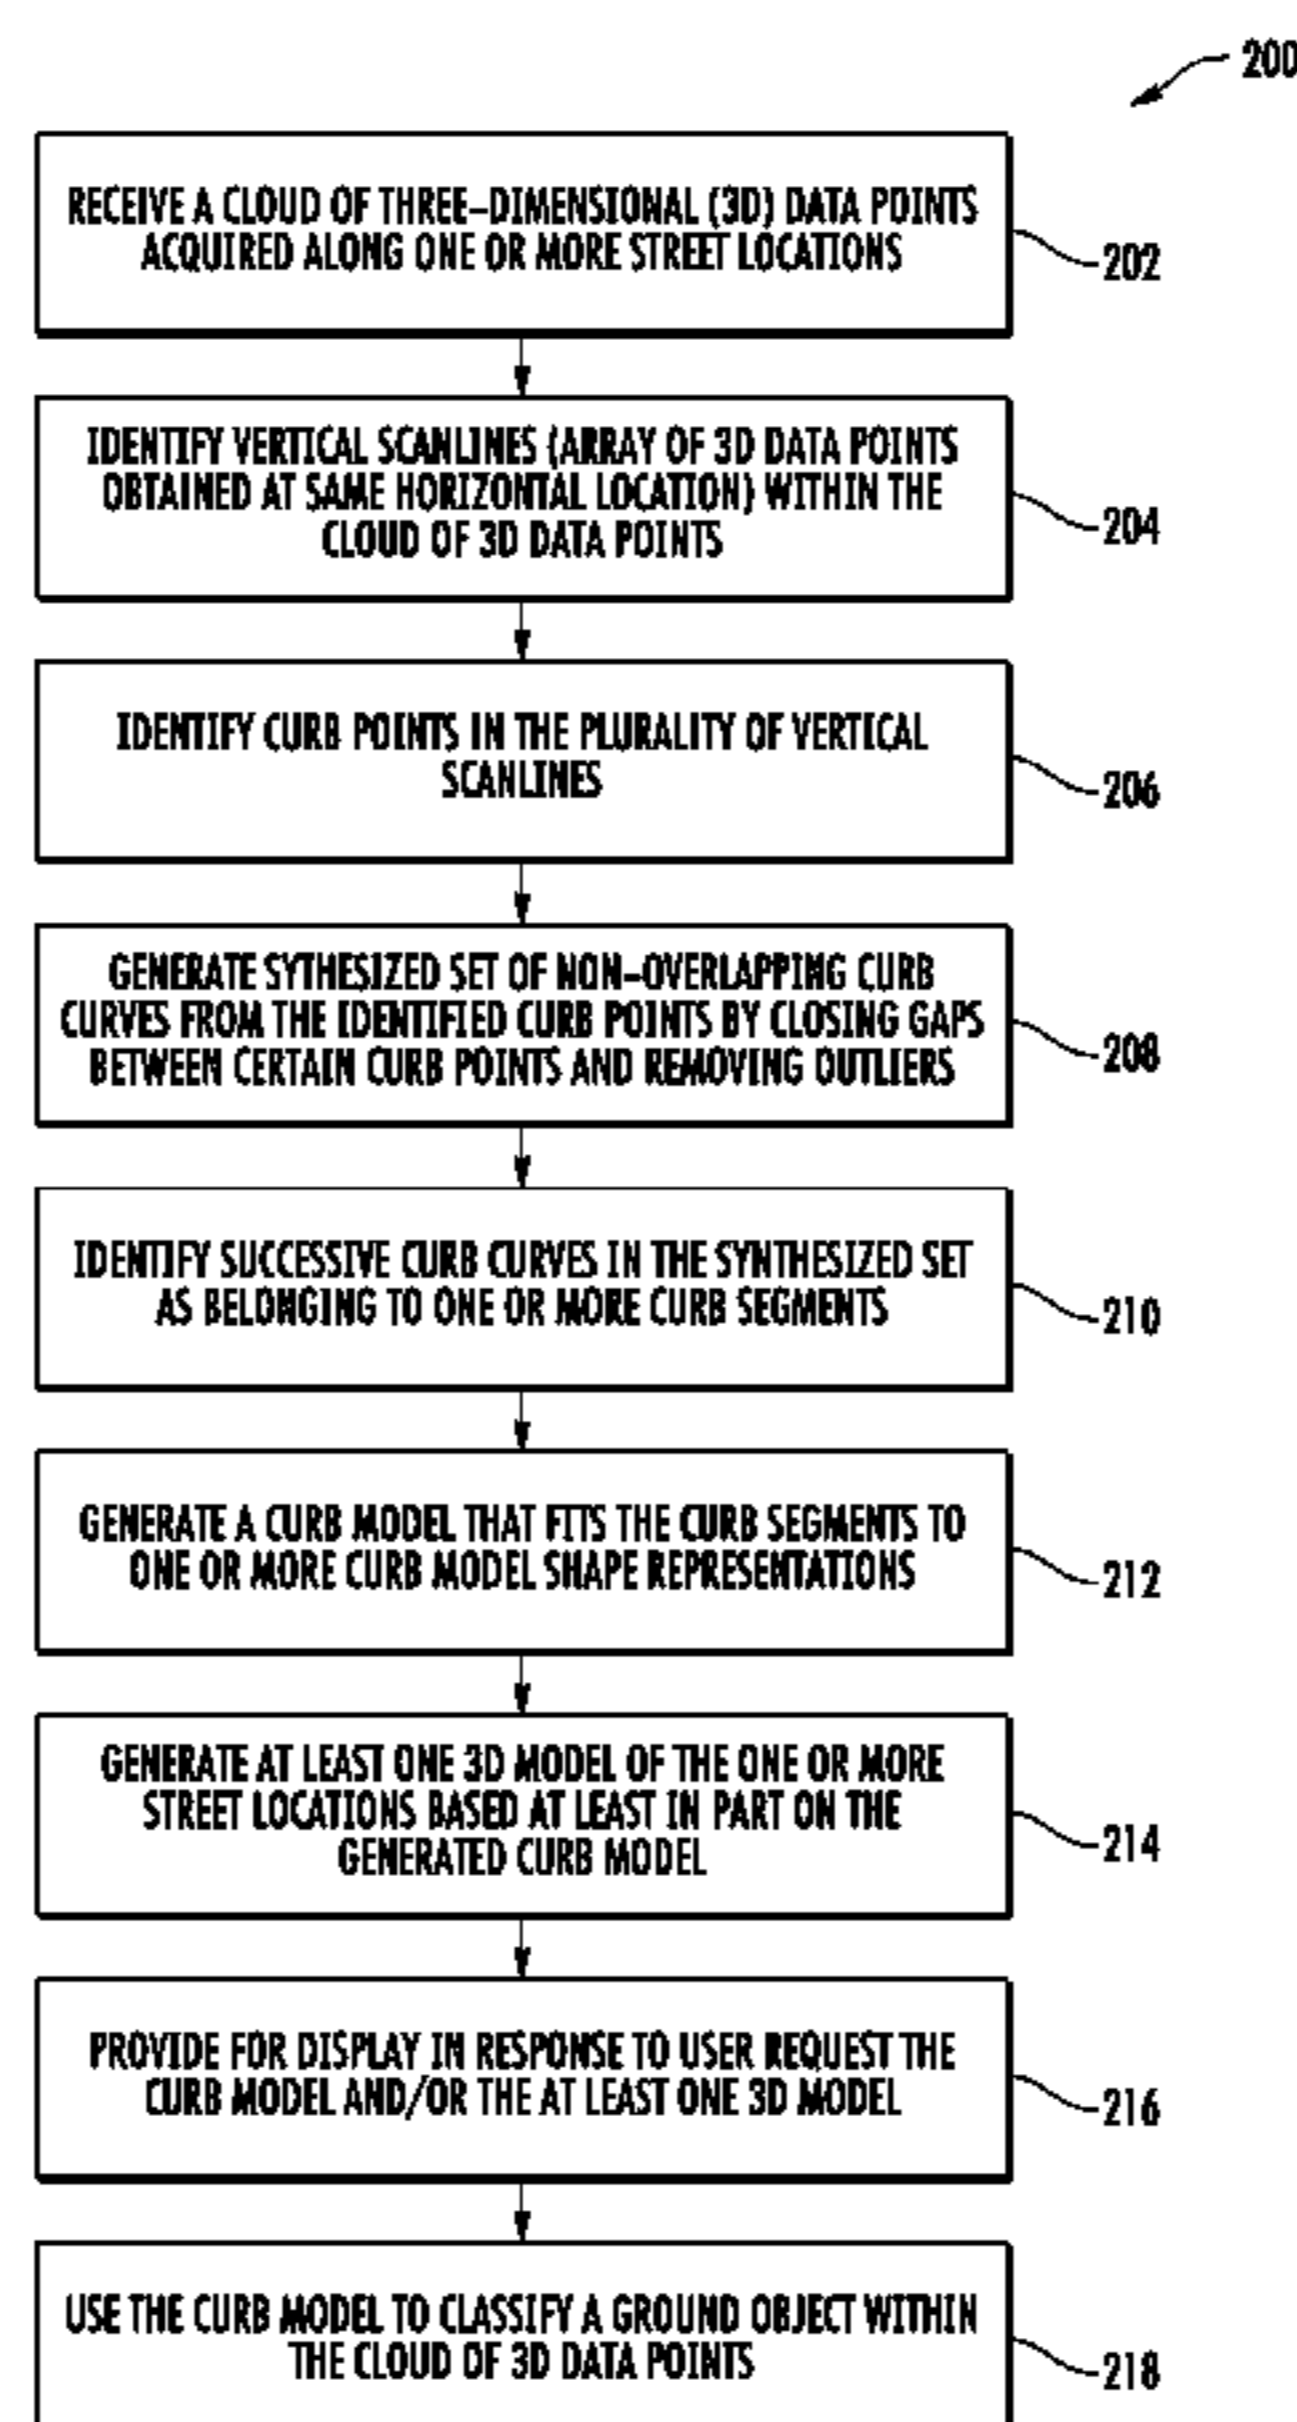 200
RECEIVE A CLOUD OF THREE-DIMENSIONAL (3D) DATA POINTS
ACQUIRED ALONG ONE OR MORE STREET LOCATIONS
202
IDENTIFY VERTICAL SCANLINES (ARRAY OF 3D DATA POINTS
OBTAINED AT SAME HORIZONTAL LOCATION) WITHIN THE
CLOUD OF 3D DATA POINTS
204
IDENTIFY CURB POINTS IN THE PLURALITY OF VERTICAL
SCANLINES
206
GENERATE SYTHESIZED SET OF NON-OVERLAPPING CURB
CURVES FROM THE IDENTIFIED CURB POINTS BY CLOSING GAPS
BETWEEN CERTAIN CURB POINTS AND REMOVING OUTLIERS
208
IDENTIFY SUCCESSIVE CURB CURVES IN THE SYNTHESIZED SET
AS BELONGING TO ONE OR MORE CURB SEGMENTS
210
GENERATE A CURB MODEL THAT FITS THE CURB SEGMENTS TO
ONE OR MORE CURB MODEL SHAPE REPRESENTATIONS
212
GENERATE AT LEAST ONE 3D MODEL OF THE ONE OR MORE
STREET LOCATIONS BASED AT LEAST IN PART ON THE
GENERATED CURB MODEL
214
PROVIDE FOR DISPLAY IN RESPONSE TO USER REQUEST THE
CURB MODEL AND/OR THE AT LEAST ONE 3D MODEL
216
USE THE CURB MODEL TO CLASSIFY A GROUND OBJECT WITHIN
THE CLOUD OF 3D DATA POINTS
218